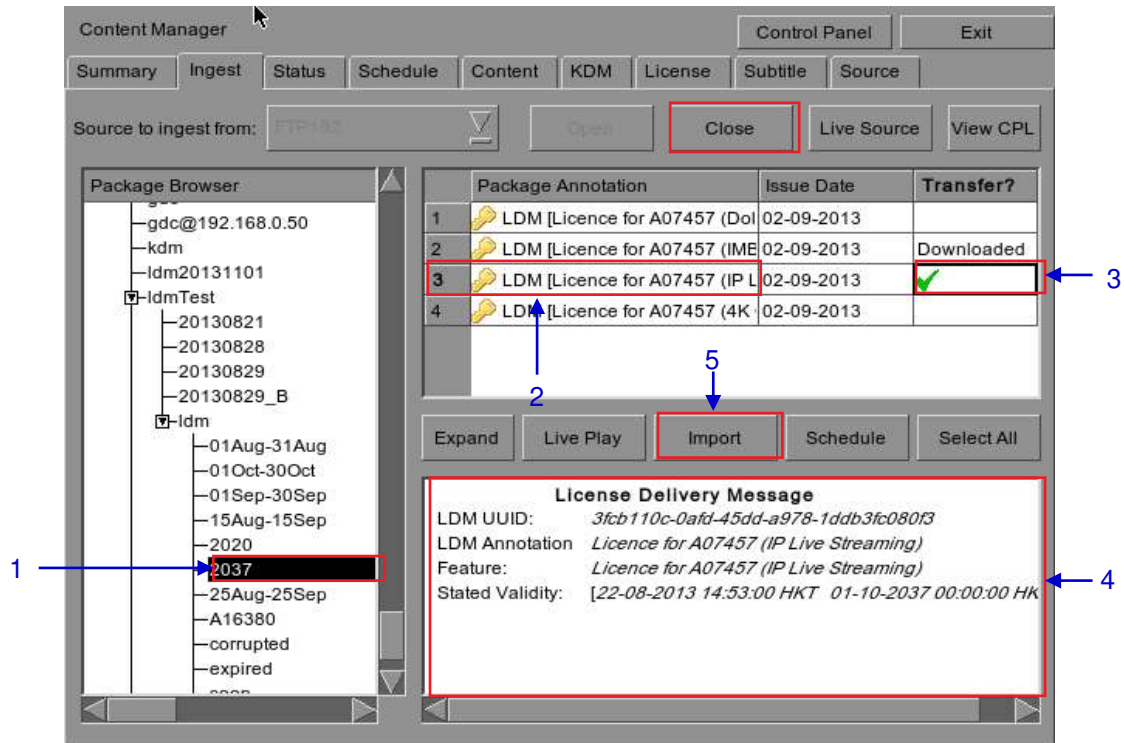 Content Manager
Control Panel
Exit
Summary
Ingest
Status
Schedule
Content
KDM
License
Subtitle
Source
Source to ingest from:
FTP192
Open
Close
Live Source
View CPL
Package Browser
gdc@192.168.0.50
kdm
ldm20131101
ldmTest
20130821
20130828
20130829
20130829_B
ldm
01Aug-31Aug
01Oct-30Oct
01Sep-30Sep
15Aug-15Sep
2020
2037
25Aug-25Sep
A16380
corrupted
expired
Package Annotation Issue Date Transfer?
1 LDM [Licence for A07457 (Dol 02-09-2013
2 LDM [Licence for A07457 (IME 02-09-2013 Downloaded
3 LDM [Licence for A07457 (IP L 02-09-2013
4 LDM [Licence for A07457 (4K 02-09-2013
Expand
Live Play
Import
Schedule
Select All
License Delivery Message
LDM UUID: 3fcb110c-0afd-45dd-a978-1ddb3fc080f3
LDM Annotation Licence for A07457 (IP Live Streaming)
Feature: Licence for A07457 (IP Live Streaming)
Stated Validity: [22-08-2013 14:53:00 HKT 01-10-2037 00:00:00 HK
1
2
3
4
5